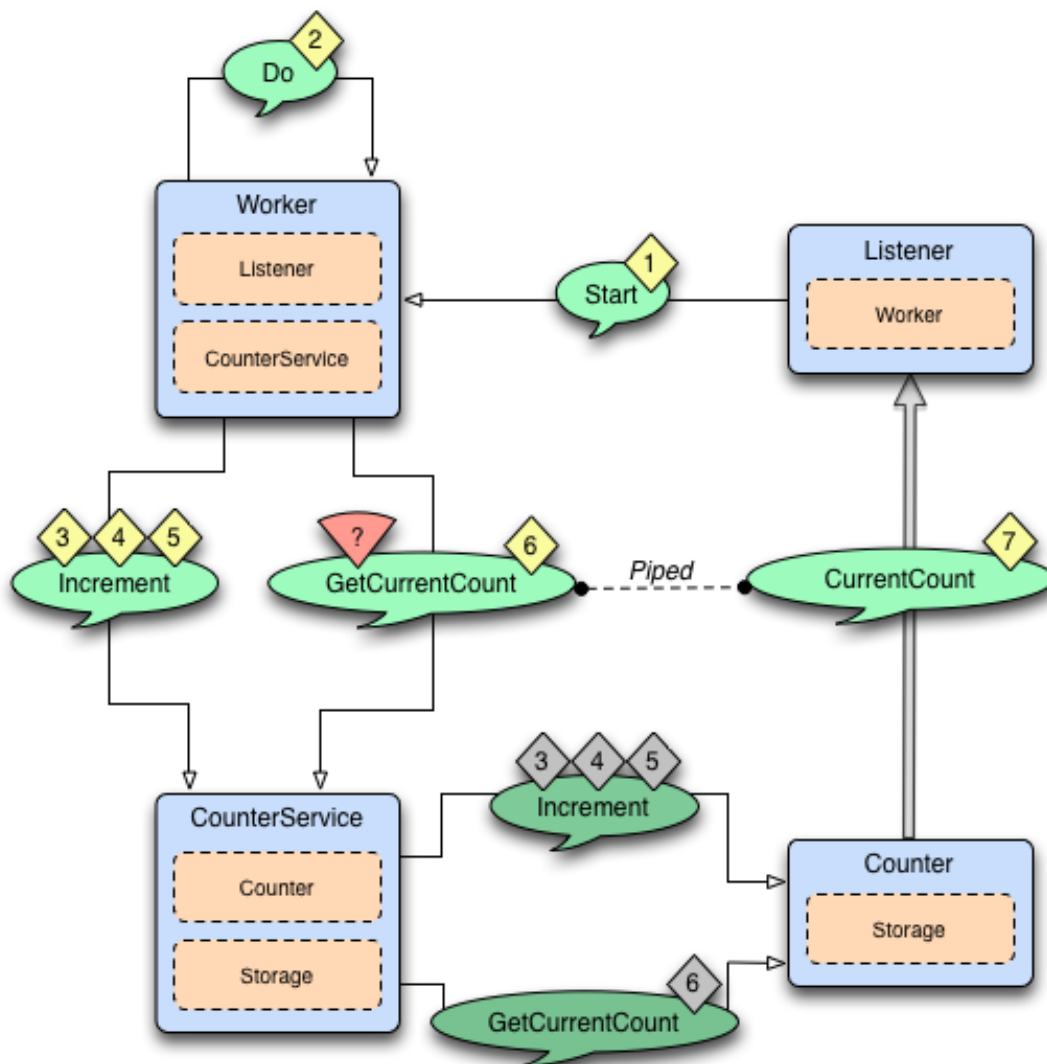 2
Do
Worker
Listener
CounterService
1
Start
Listener
Worker
3 4 5
Increment
? 6
GetCurrentCount
Piped
7
CurrentCount
CounterService
Counter
Storage
3 4 5
Increment
Counter
Storage
6
GetCurrentCount